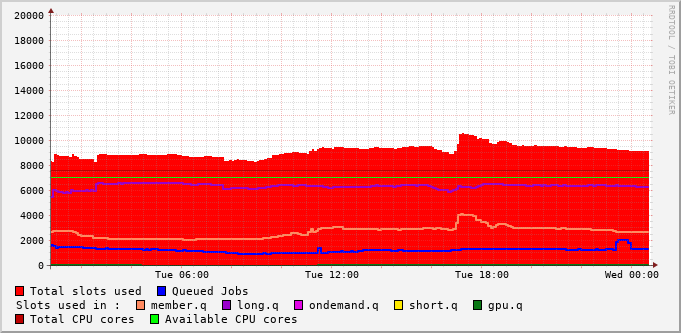 RRDTOOL / TOBI OETIKER
20000
18000
16000
14000
12000
10000
8000
6000
4000
2000
0
Tue 06:00 Tue 12:00 Tue 18:00 Wed 00:00
Total slots used Queued Jobs
Slots used in : member.q long.q ondemand.q short.q gpu.q
Total CPU cores Available CPU cores